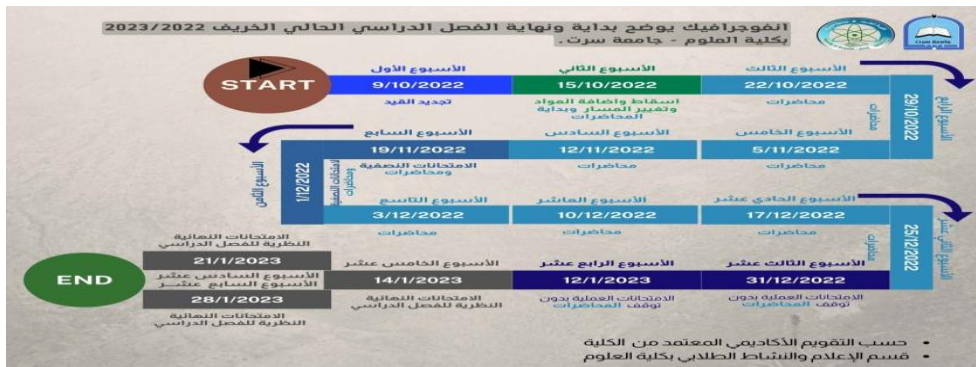 انفوجرافيك يوضح بداية ونهاية الفصل الدراسي الحالي الخريف 2023/2022
بكلية العلوم - جامعة سرت.
START
الأسبوع الأول
9/10/2022
تجديد القيد
الأسبوع الثاني
15/10/2022
اسقاط واضافة المواد
وتغيير المسار وبداية
المحاضرات
الأسبوع الثالث
22/10/2022
محاضرات
الأسبوع الرابع
29/10/2022
محاضرات
الأسبوع الخامس
5/11/2022
محاضرات
الأسبوع السادس
12/11/2022
محاضرات
الأسبوع السابع
19/11/2022
الامتحانات النصفية
ومحاضرات
الأسبوع الثامن
1/12/2022
الامتحانات النصفية
ومحاضرات
الأسبوع التاسع
3/12/2022
محاضرات
الأسبوع العاشر
10/12/2022
محاضرات
الأسبوع الحادي عشر
17/12/2022
محاضرات
الأسبوع الثاني عشر
25/12/2022
محاضرات
الأسبوع الثالث عشر
31/12/2022
الامتحانات العملية بدون
توقف المحاضرات
الأسبوع الرابع عشر
12/1/2023
الامتحانات العملية بدون
توقف المحاضرات
الأسبوع الخامس عشر
14/1/2023
الامتحانات النهائية
النظرية للفصل الدراسي
الامتحانات النهائية
النظرية للفصل الدراسي
21/1/2023
الأسبوع السادس عشر
الأسبوع السابع عشر
28/1/2023
الامتحانات النهائية
النظرية للفصل الدراسي
END
• حسب التقويم الأكاديمي المعتمد من الكلية
• قسم الإعلام والنشاط الطلابي بكلية العلوم